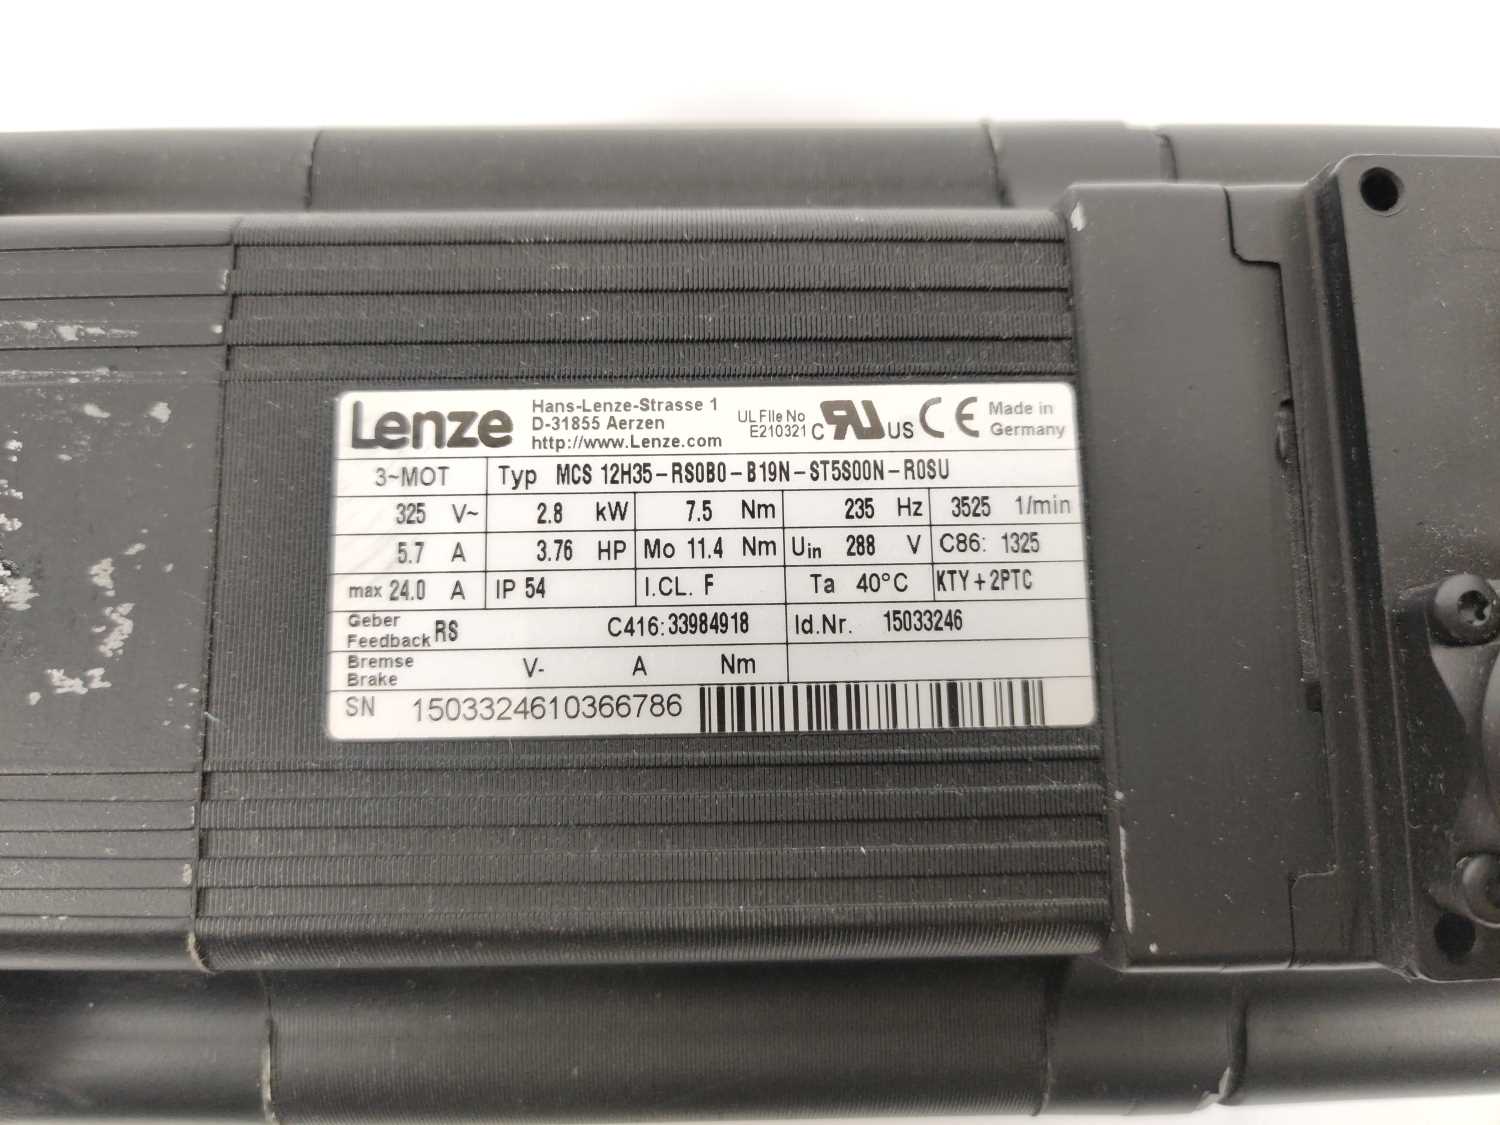 Lenze
Hans-Lenze-Strasse 1
D-31855 Aerzen
http://www.Lenze.com
UL File No
E210321
c RU US CE
Made in
Germany
3~MOT Typ MCS 12H35-RS0B0-B19N-ST5S00N-R0SU
325 V~ 2.8 kW 7.5 Nm 235 Hz 3525 1/min
5.7 A 3.76 HP Mo 11.4 Nm Uin 288 V C86: 1325
max 24.0 A IP 54 I.CL. F Ta 40°C KTY+2PTC
Geber
Feedback RS C416: 33984918 Id.Nr. 15033246
Bremse
Brake V- A Nm
SN 1503324610366786